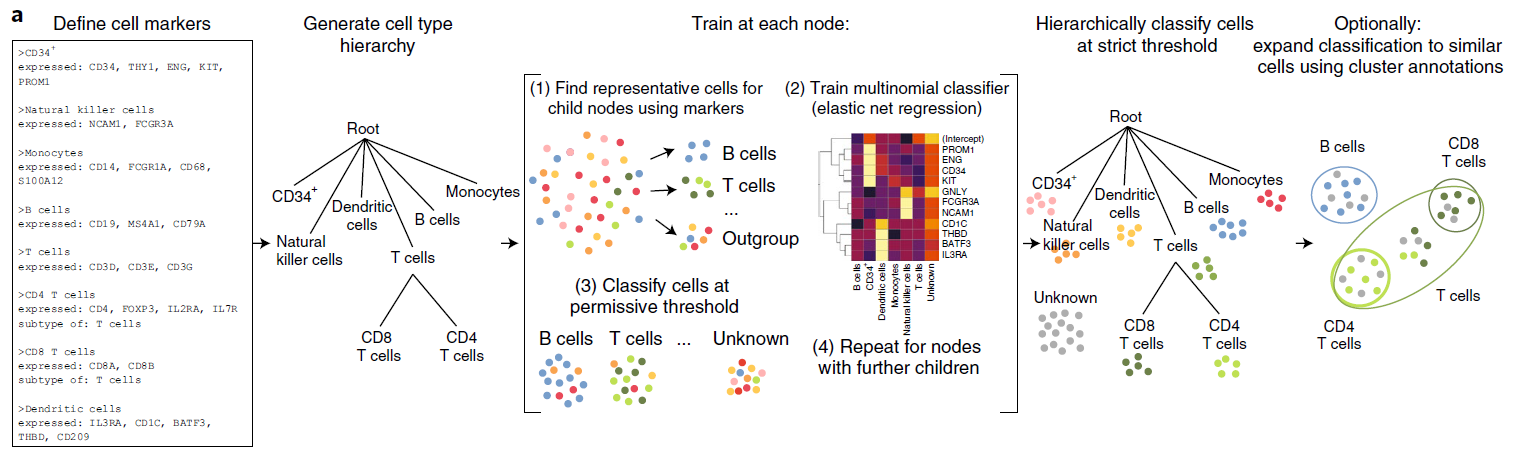 a
Define cell markers
>CD34+
expressed: CD34, THY1, ENG, KIT,
PROM1
>Natural killer cells
expressed: NCAM1, FCGR3A
>Monocytes
expressed: CD14, FCGR1A, CD68,
S100A12
>B cells
expressed: CD19, MS4A1, CD79A
>T cells
expressed: CD3D, CD3E, CD3G
>CD4 T cells
expressed: CD4, FOXP3, IL2RA, IL7R
subtype of: T cells
>CD8 T cells
expressed: CD8A, CD8B
subtype of: T cells
>Dendritic cells
expressed: IL3RA, CD1C, BATF3,
THBD, CD209
Generate cell type
hierarchy
Root
CD34+
Natural
killer cells
Dendritic
cells
T cells
B cells
Monocytes
CD8
T cells
CD4
T cells
Train at each node:
(1) Find representative cells for
child nodes using markers
B cells
T cells
...
Outgroup
(2) Train multinomial classifier
(elastic net regression)
(Intercept)
PROM1
ENG
CD34
KIT
GNLY
FCGR3A
NCAM1
CD1C
THBD
BATF3
IL3RA
B cells
CD34+
Dendritic cells
Monocytes
Natural killer cells
T cells
Unknown
(3) Classify cells at
permissive threshold
B cells
T cells
...
Unknown
(4) Repeat for nodes
with further children
Hierarchically classify cells
at strict threshold
Root
CD34+
Natural
killer cells
Dendritic
cells
T cells
B cells
Monocytes
Unknown
CD8
T cells
CD4
T cells
Optionally:
expand classification to similar
cells using cluster annotations
B cells
CD8
T cells
T cells
CD4
T cells